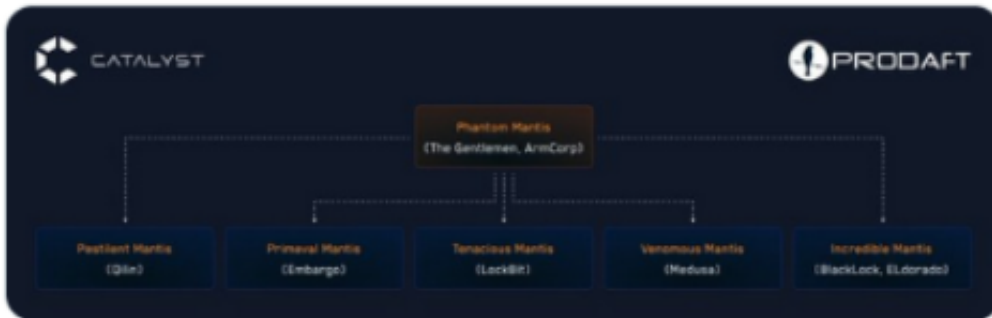 CATALYST
PRODAFT
Phantom Mantis
(The Gentlemen, ArmCorp)
Pestilent Mantis
(Qilin)
Primeval Mantis
(Embargo)
Tenacious Mantis
(LockBit)
Venomous Mantis
(Medusa)
Incredible Mantis
(BlackLock, ELdorado)